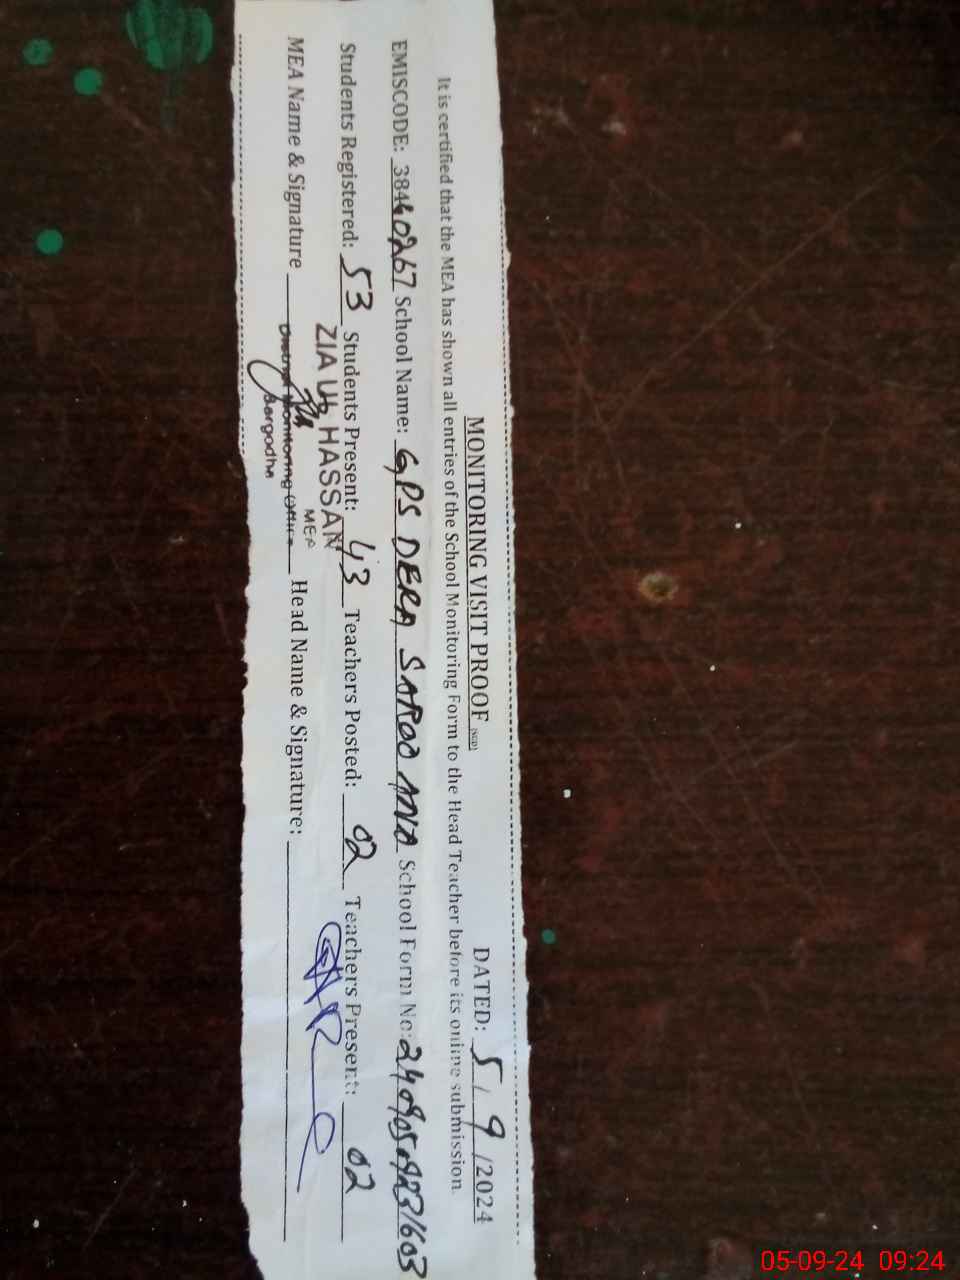 MONITORING VISIT PROOF (SED) DATED: 5/9/2024
It is certified that the MEA has shown all entries of the School Monitoring Form to the Head Teacher before its online submission.
EMISCODE: 38440267 School Name: GPS DERA SAROO ANA School Form No:
Students Registered: 53 Students Present: 43 Teachers Posted: 02 Teachers Present: 02
ZIA UL HASSAN
MEA
MEA Name & Signature District Monitoring Office Head Name & Signature:
Sargodha
05-09-24 09:24